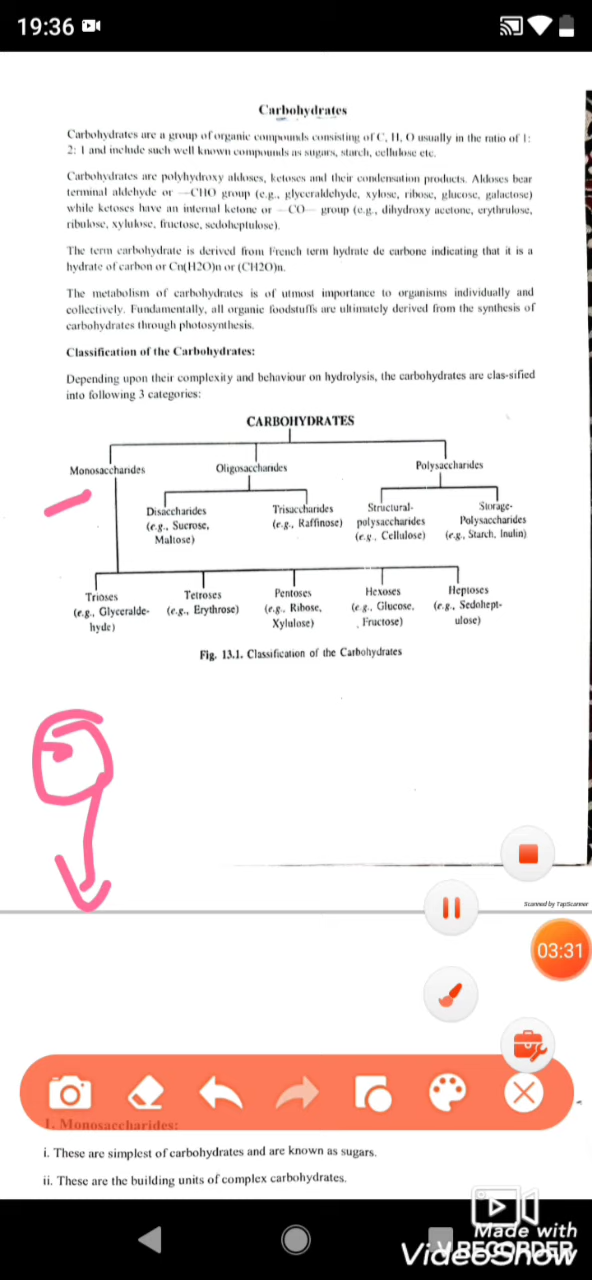 19:36
Carbohydrates
Carbohydrates are a group of organic compounds consisting of C, H, O usually in the ratio of 1:
2: 1 and include such well known compounds as sugars, starch, cellulose etc.
Carbohydrates are polyhydroxy aldoses, ketoses and their condensation products. Aldoses bear
terminal aldehyde or —CHO group (e.g., glyceraldehyde, xylose, ribose, glucose, galactose)
while ketoses have an internal ketone or – CO— group (e.g., dihydroxy acetone, erythrulose,
ribulose, xylulose, fructose, sedoheptulose).
The term carbohydrate is derived from French term hydrate de carbone indicating that it is a
hydrate of carbon or Cn(H2O)n or (CH2O)n.
The metabolism of carbohydrates is of utmost importance to organisms individually and
collectively. Fundamentally, all organic foodstuffs are ultimately derived from the synthesis of
carbohydrates through photosynthesis.
Classification of the Carbohydrates:
Depending upon their complexity and behaviour on hydrolysis, the carbohydrates are clas-sified
into following 3 categories:
CARBOHYDRATES
Monosaccharides Oligosaccharides Polysaccharides
Disaccharides Trisaccharides Structural- Storage-
(e.g., Sucrose, (e.g., Raffinose) polysaccharides Polysaccharides
Maltose) (e.g., Cellulose) (e.g., Starch, Inulin)
Trioses Tetroses Pentoses Hexoses Heptoses
(e.g., Glyceralde- (e.g., Erythrose) (e.g., Ribose, (e.g., Glucose, (e.g., Sedohept-
hyde) Xylulose) Fructose) ulose)
Fig. 13.1. Classification of the Carbohydrates
Scanned by TapScanner
03:31
1. Monosaccharides:
i. These are simplest of carbohydrates and are known as sugars.
ii. These are the building units of complex carbohydrates.
Made with
VideoShow